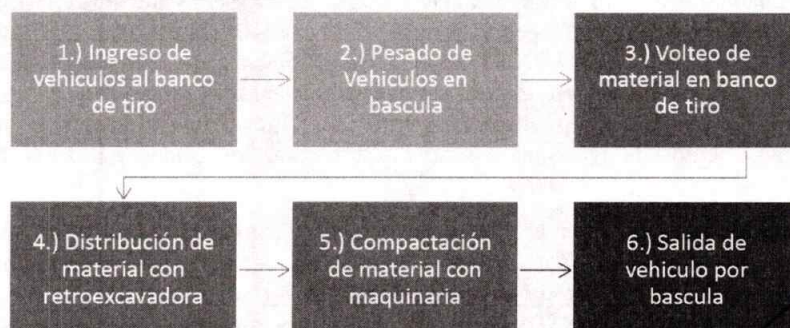 1.) Ingreso de
vehiculos al banco
de tiro
2.) Pesado de
Vehiculos en
bascula
3.) Volteo de
material en banco
de tiro
4.) Distribución de
material con
retroexcavadora
5.) Compactación
de material con
maquinaria
6.) Salida de
vehiculo por
bascula